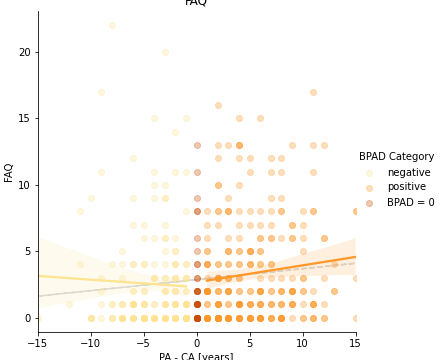 FAQ
20
15
10
5
0
FAQ
−15
−10
−5
0
5
10
15
PA - CA [years]
BPAD Category
negative
positive
BPAD = 0